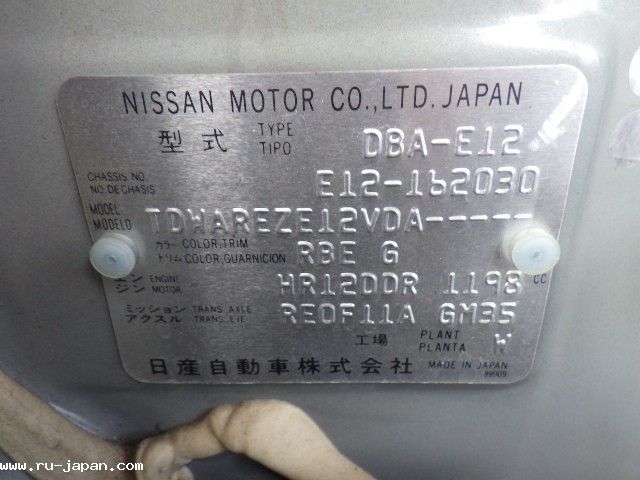 NISSAN MOTOR CO.,LTD. JAPAN
型式 TYPE TIPO DBA-E12
CHASSIS NO. NO. DE CHASIS E12-162030
MODEL MODELO TDWAREZE12VDA-----
カラー COLOR,TRIM トリム COLOR,GUARNICION RBE G
ン ENGINE ジン MOTOR HR12DDR 1198 CC
ミッション TRANS. AXLE アクスル TRANS. EJE RE0F11A GM35
工場 PLANT PLANTA W
日産自動車株式会社 MADE IN JAPAN
99909
www.ru-japan.com